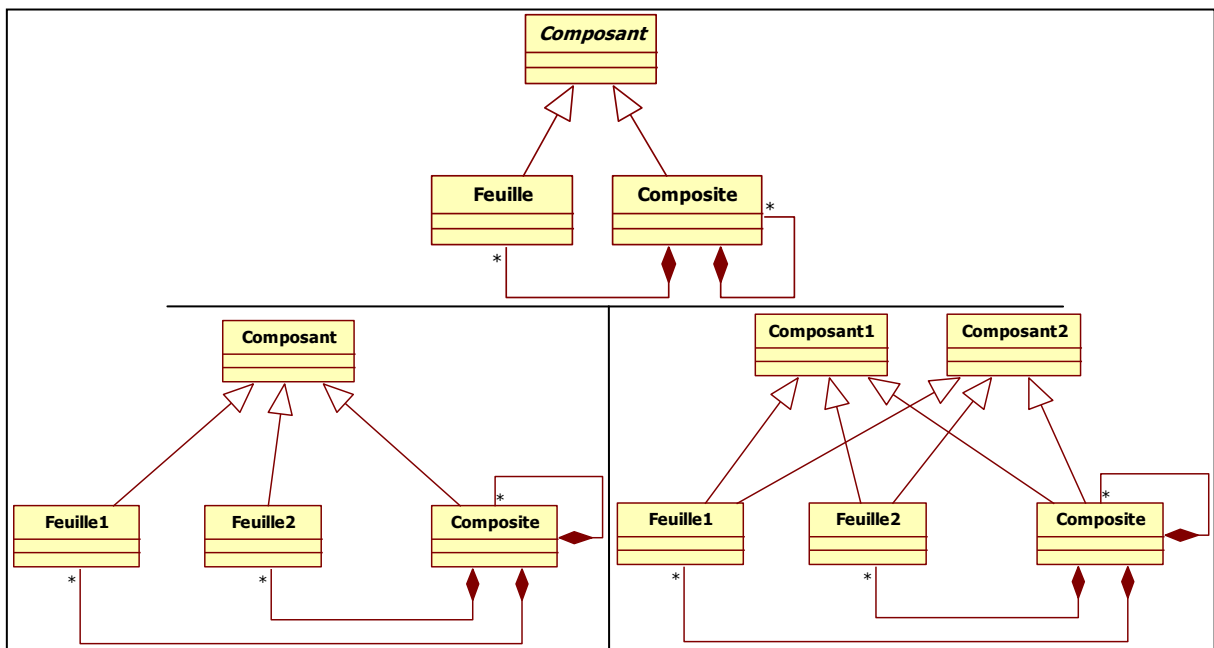 Composant
Feuille Composite
*
*
Composant Composant1 Composant2
* *
Feuille1 Feuille2 Composite Feuille1 Feuille2 Composite
* * * *